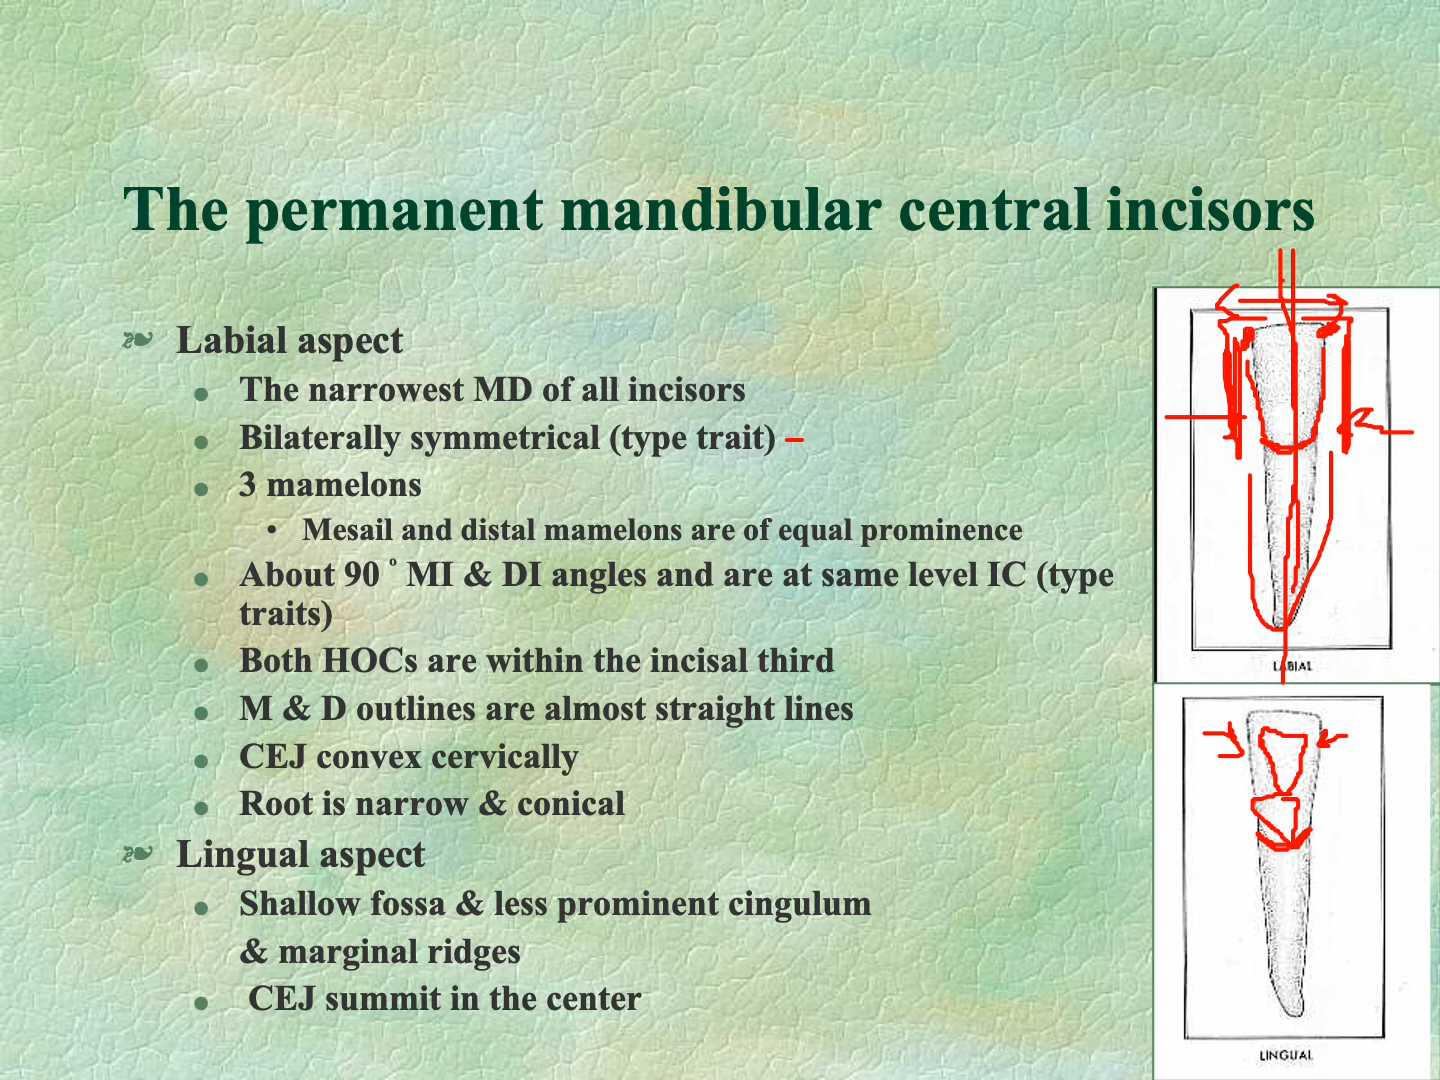 The permanent mandibular central incisors
Labial aspect
The narrowest MD of all incisors
Bilaterally symmetrical (type trait)
3 mamelons
• Mesail and distal mamelons are of equal prominence
About 90 º MI & DI angles and are at same level IC (type
traits)
Both HOCs are within the incisal third
M & D outlines are almost straight lines
CEJ convex cervically
Root is narrow & conical
Lingual aspect
Shallow fossa & less prominent cingulum
& marginal ridges
CEJ summit in the center
LABIAL
LINGUAL